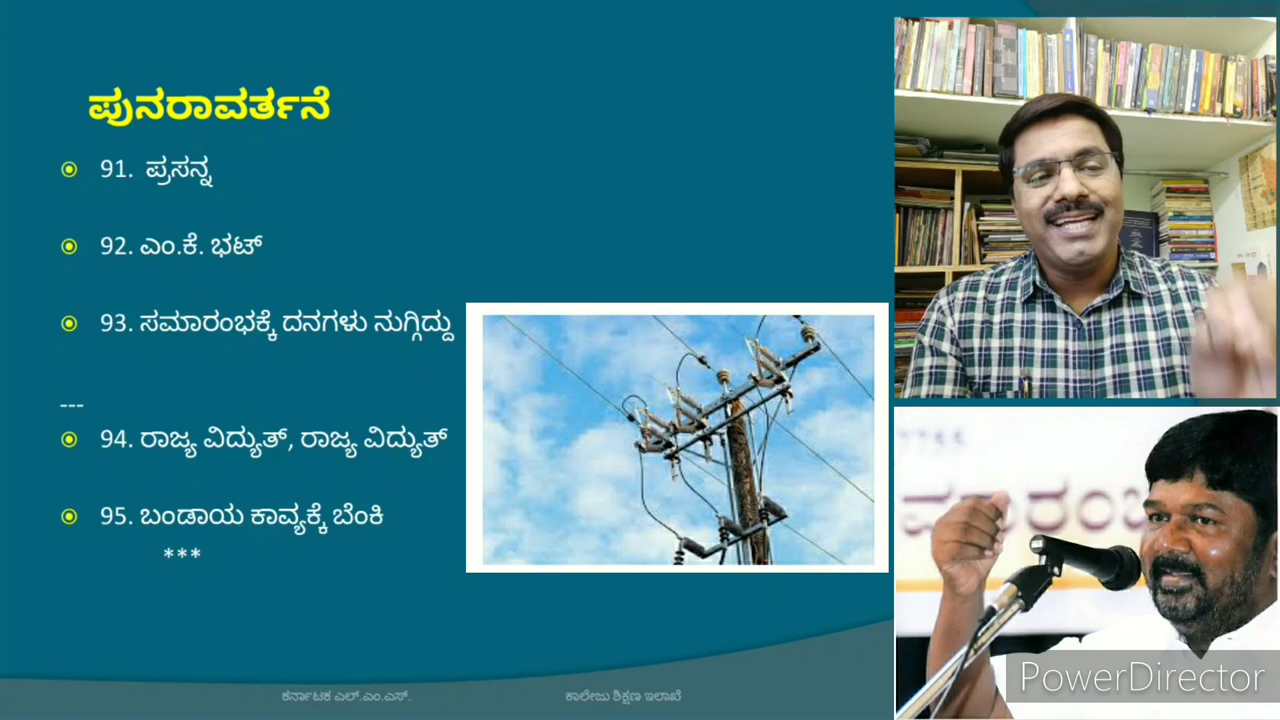 ಪುನರಾವರ್ತನೆ
91. ಪ್ರಸನ್ನ
92. ಎಂ.ಕೆ. ಭಟ್
93. ಸಮಾರಂಭಕ್ಕೆ ದನಗಳು ನುಗ್ಗಿದ್ದು
---
94. ರಾಜ್ಯ ವಿದ್ಯುತ್, ರಾಜ್ಯ ವಿದ್ಯುತ್
95. ಬಂಡಾಯ ಕಾವ್ಯಕ್ಕೆ ಬೆಂಕಿ
***
ಕರ್ನಾಟಕ ಎಲ್.ಎಂ.ಎಸ್.
ಕಾಲೇಜು ಶಿಕ್ಷಣ ಇಲಾಖೆ
PowerDirector